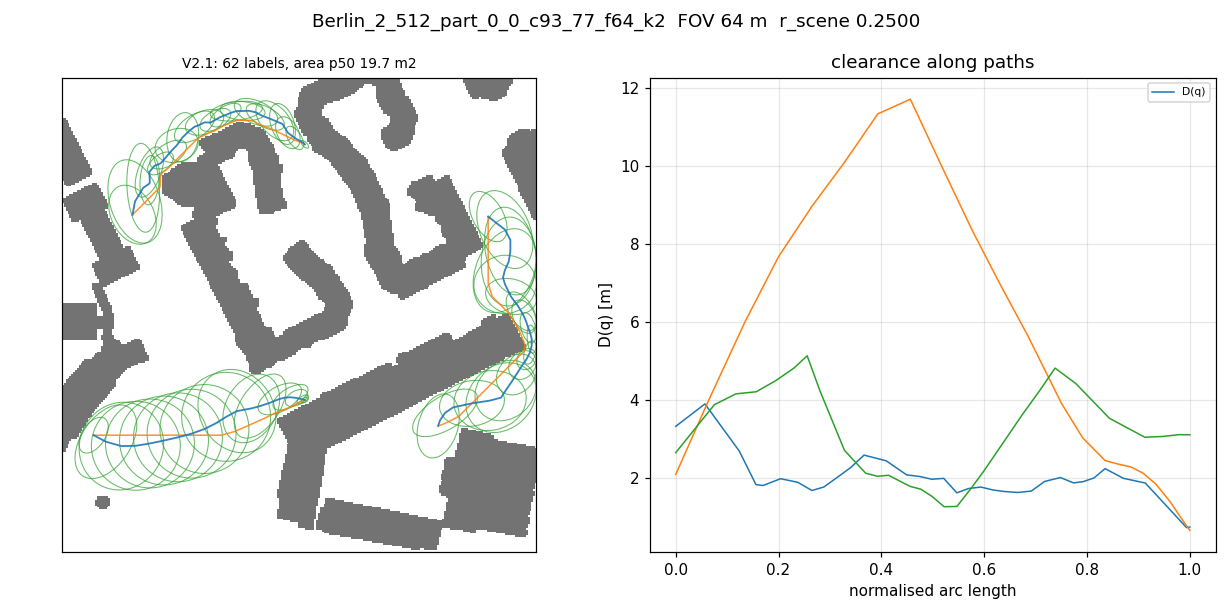 Berlin_2_512_part_0_0_c93_77_f64_k2  FOV 64 m  r_scene 0.2500
V2.1: 62 labels, area p50 19.7 m2
clearance along paths
D(q)
12
10
8
6
4
2
D(q) [m]
0.0 0.2 0.4 0.6 0.8 1.0
normalised arc length